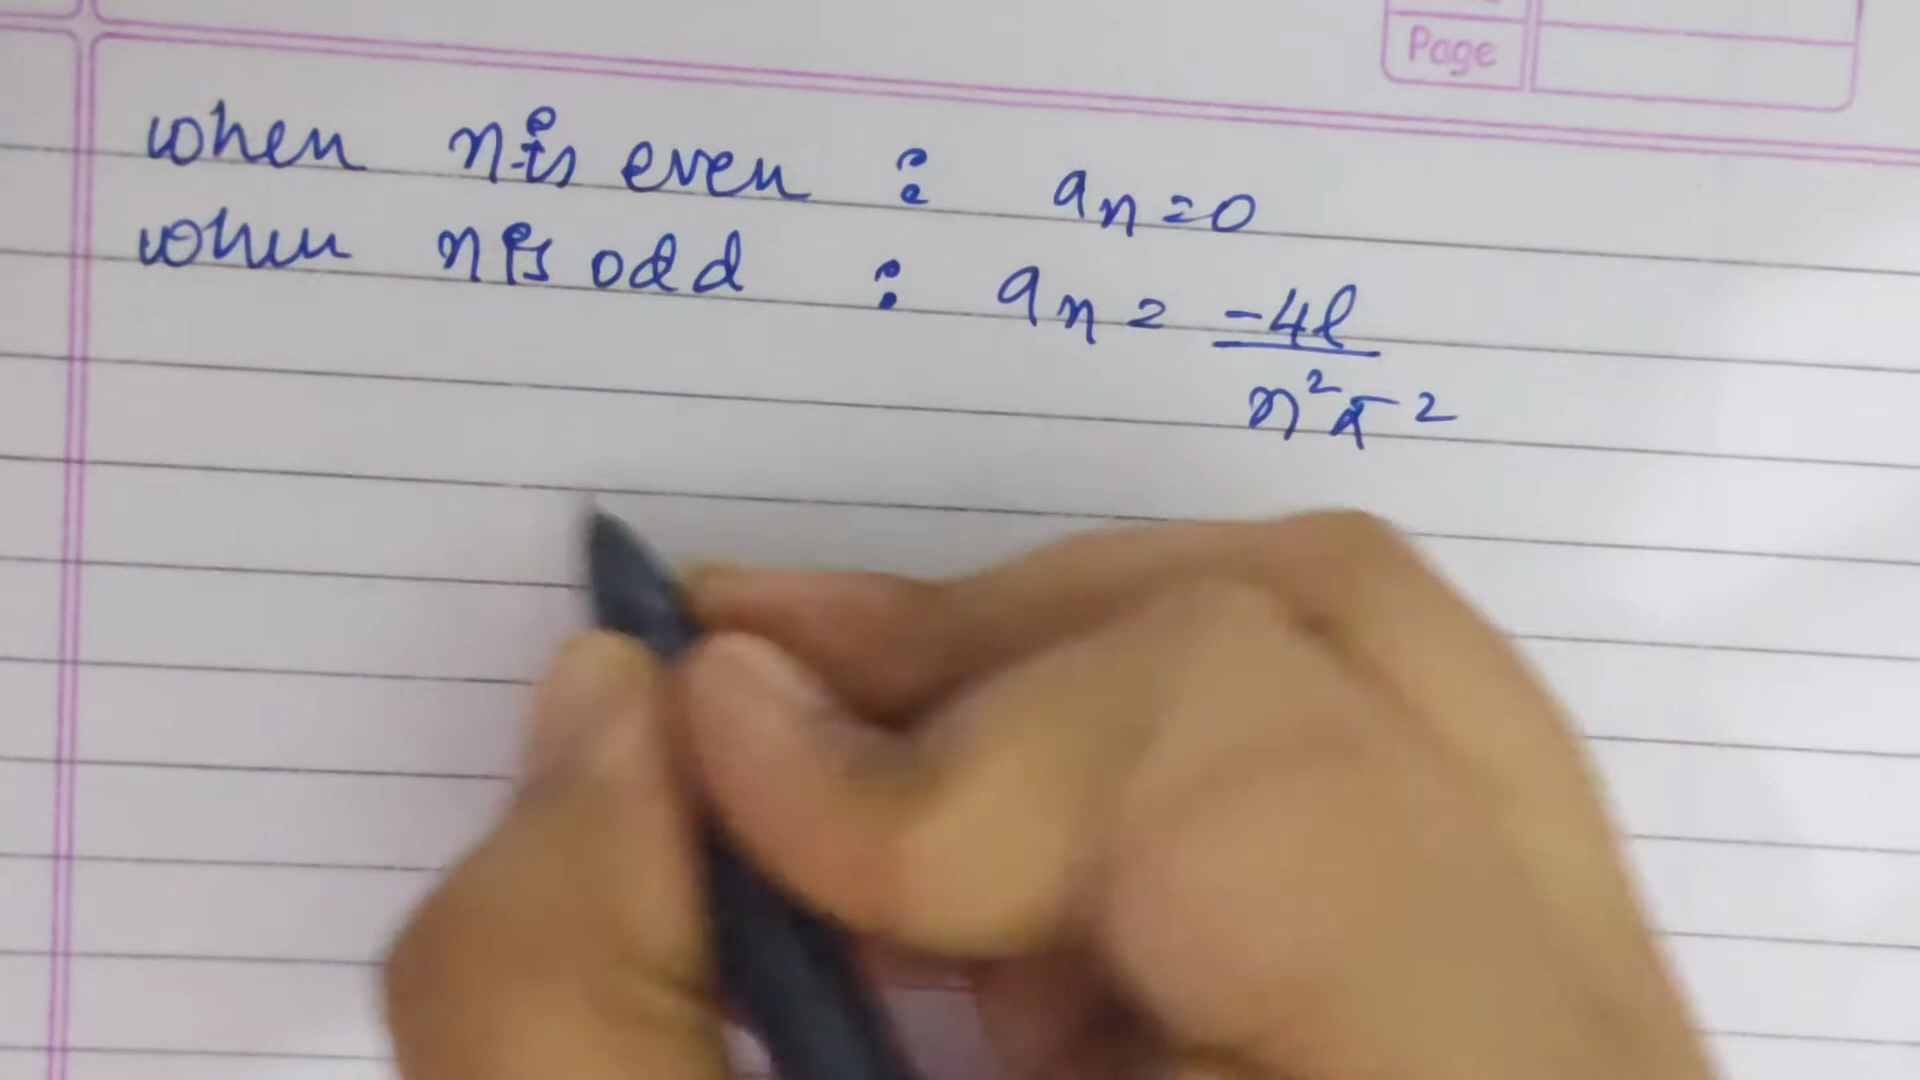 Page
when n is even : aₙ = 0
when n is odd : aₙ = -4ℓ / n²π²